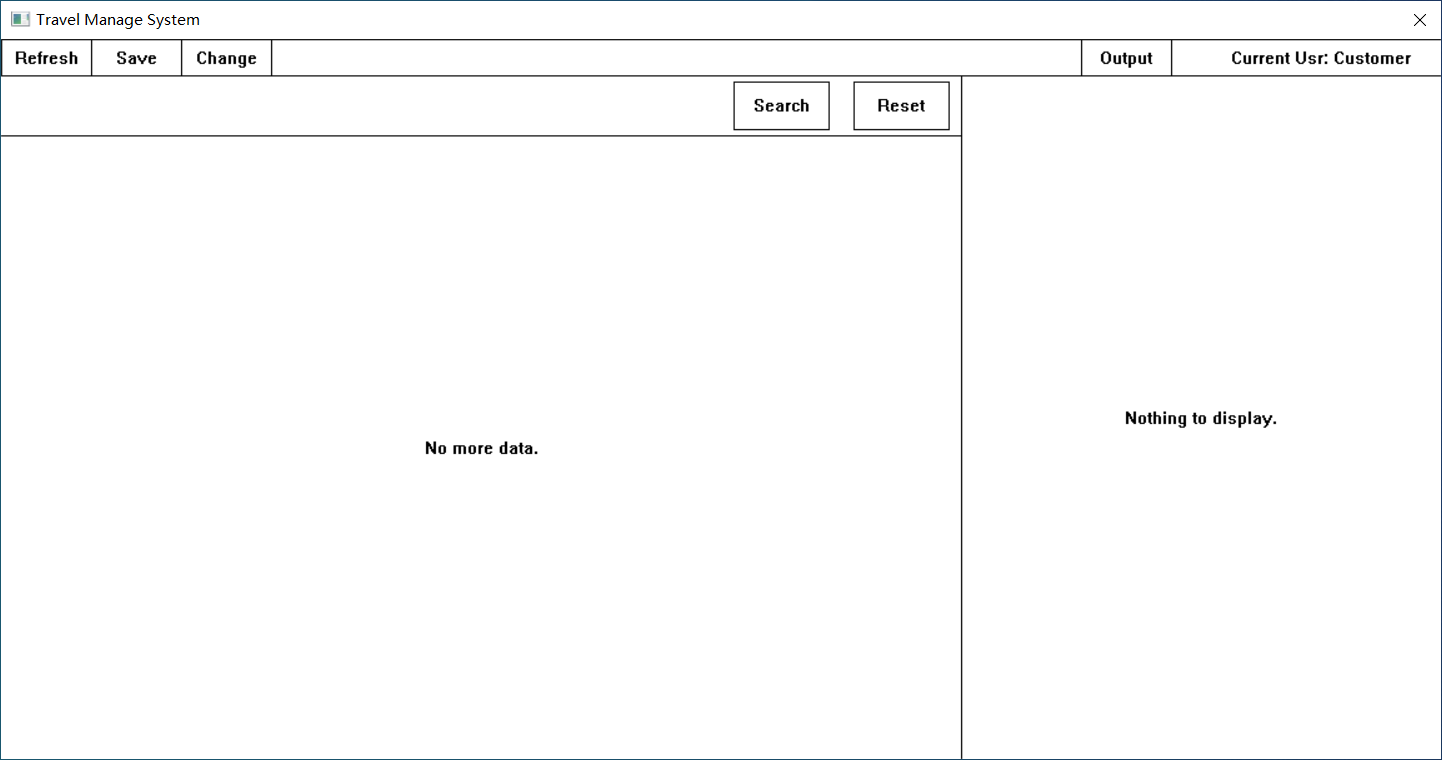 Travel Manage System
Refresh Save Change Output Current Usr: Customer
Search Reset
No more data.
Nothing to display.